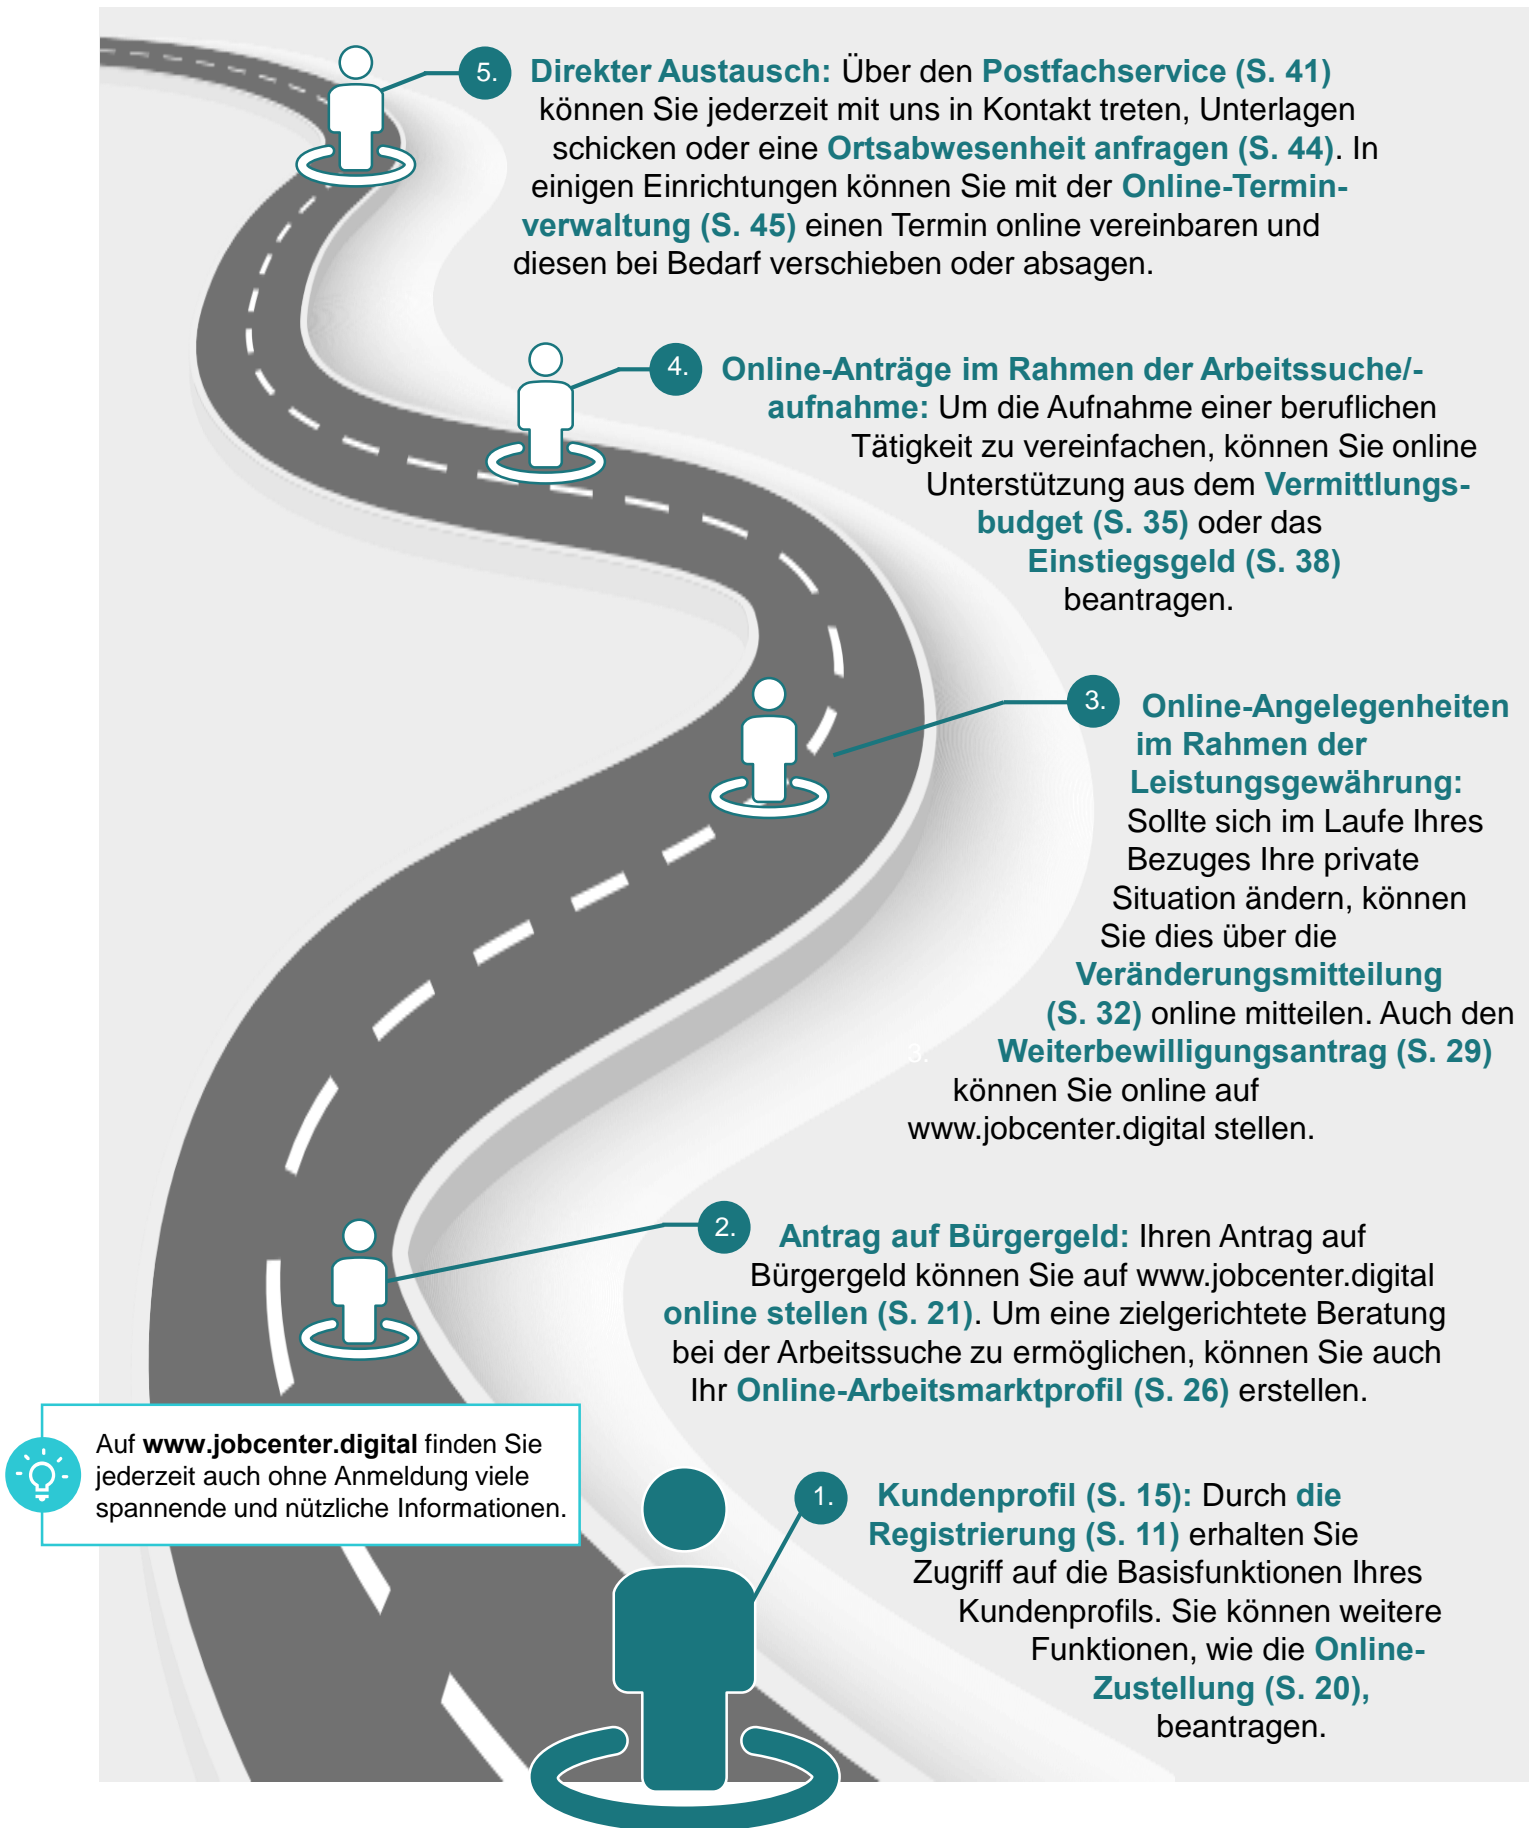 5. Direkter Austausch: Über den Postfachservice (S. 41)
können Sie jederzeit mit uns in Kontakt treten, Unterlagen
schicken oder eine Ortsabwesenheit anfragen (S. 44). In
einigen Einrichtungen können Sie mit der Online-Termin-
verwaltung (S. 45) einen Termin online vereinbaren und
diesen bei Bedarf verschieben oder absagen.
4. Online-Anträge im Rahmen der Arbeitssuche/-
aufnahme: Um die Aufnahme einer beruflichen
Tätigkeit zu vereinfachen, können Sie online
Unterstützung aus dem Vermittlungs-
budget (S. 35) oder das
Einstiegsgeld (S. 38)
beantragen.
3. Online-Angelegenheiten
im Rahmen der
Leistungsgewährung:
Sollte sich im Laufe Ihres
Bezuges Ihre private
Situation ändern, können
Sie dies über die
Veränderungsmitteilung
(S. 32) online mitteilen. Auch den
3. Weiterbewilligungsantrag (S. 29)
können Sie online auf
www.jobcenter.digital stellen.
2. Antrag auf Bürgergeld: Ihren Antrag auf
Bürgergeld können Sie auf www.jobcenter.digital
online stellen (S. 21). Um eine zielgerichtete Beratung
bei der Arbeitssuche zu ermöglichen, können Sie auch
Ihr Online-Arbeitsmarktprofil (S. 26) erstellen.
Auf www.jobcenter.digital finden Sie
jederzeit auch ohne Anmeldung viele
spannende und nützliche Informationen.
1. Kundenprofil (S. 15): Durch die
Registrierung (S. 11) erhalten Sie
Zugriff auf die Basisfunktionen Ihres
Kundenprofils. Sie können weitere
Funktionen, wie die Online-
Zustellung (S. 20),
beantragen.